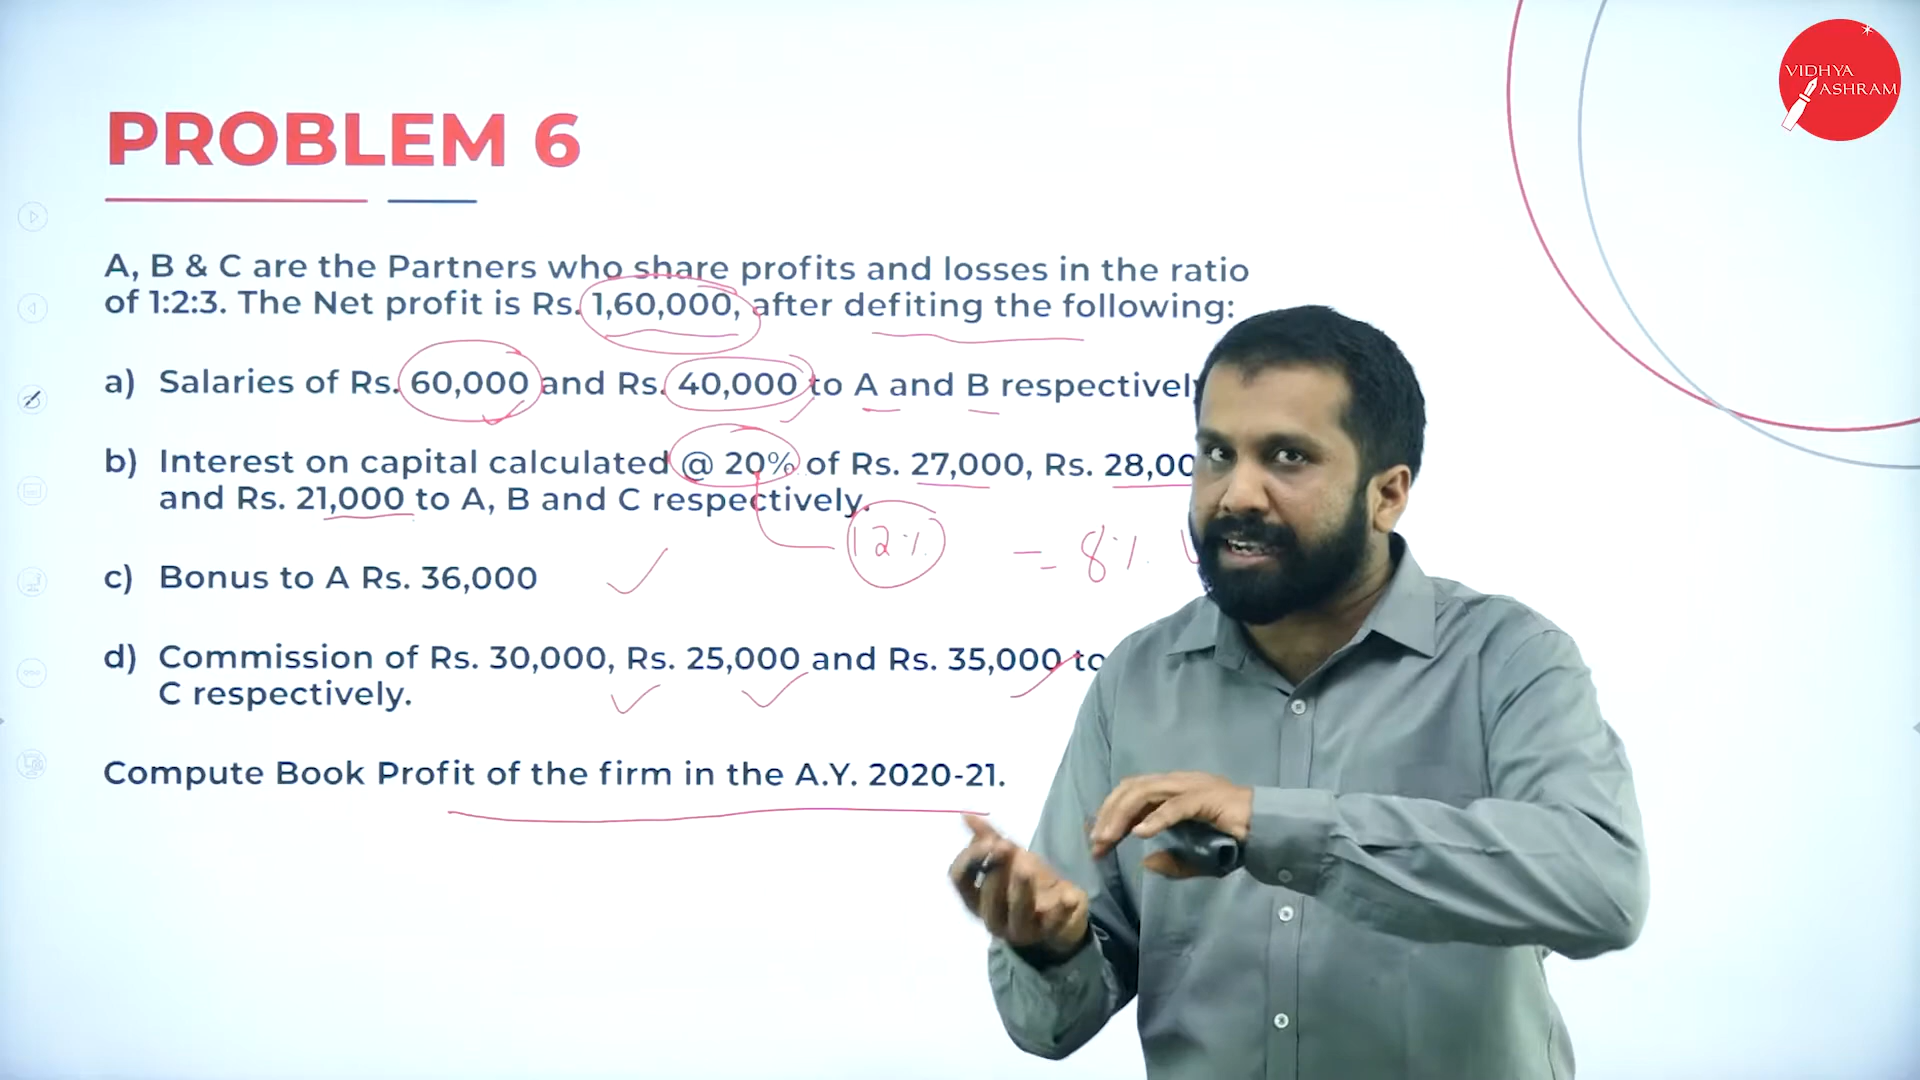 VIDHYA
ASHRAM
PROBLEM 6
A, B & C are the Partners who share profits and losses in the ratio
of 1:2:3. The Net profit is Rs. 1,60,000, after defiting the following:
a) Salaries of Rs. 60,000 and Rs. 40,000 to A and B
b) Interest on capital calculated @ 20% of Rs. 27,000, Rs.
and Rs. 21,000 to A, B and C respectively.
12%
= 8%
c) Bonus to A Rs. 36,000
d) Commission of Rs. 30,000, Rs. 25,000 and Rs. 35,000 to
C respectively.
Compute Book Profit of the firm in the A.Y. 2020-21.